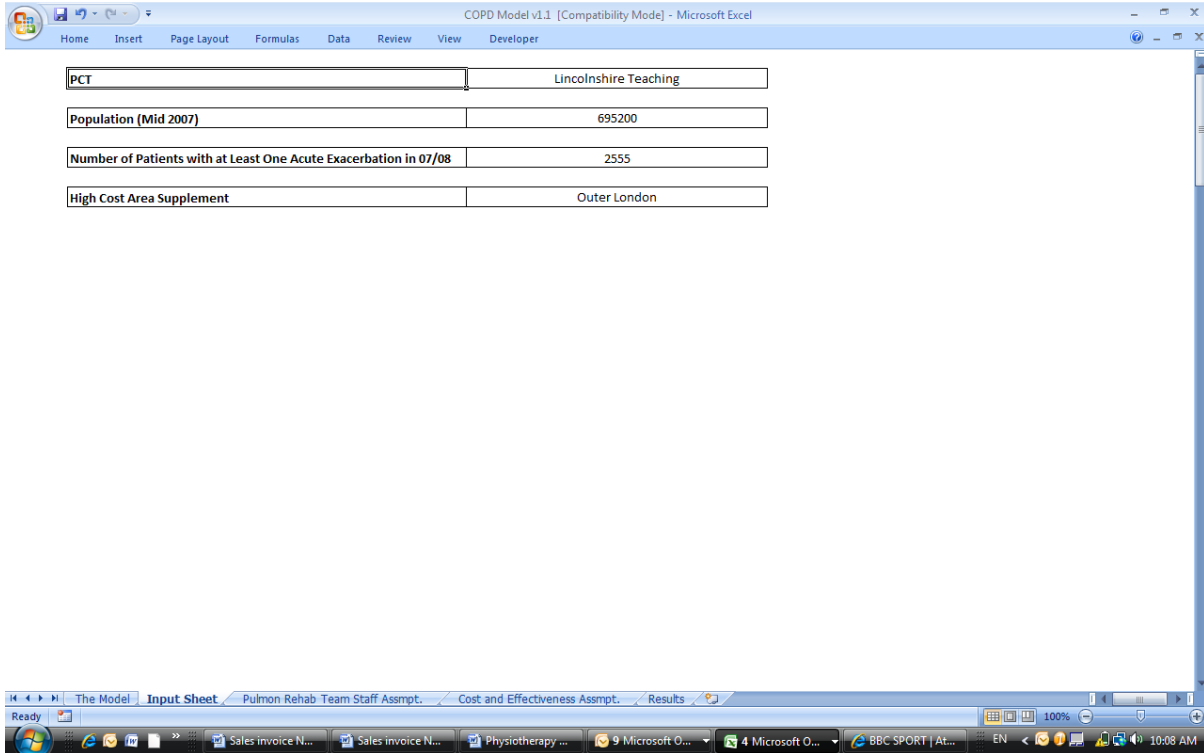 COPD Model v1.1 [Compatibility Mode] - Microsoft Excel
Home Insert Page Layout Formulas Data Review View Developer
PCT Lincolnshire Teaching
Population (Mid 2007) 695200
Number of Patients with at Least One Acute Exacerbation in 07/08 2555
High Cost Area Supplement Outer London
The Model Input Sheet Pulmon Rehab Team Staff Assmpt. Cost and Effectiveness Assmpt. Results
Ready 100%
Sales invoice N... Sales invoice N... Physiotherapy ... 9 Microsoft O... 4 Microsoft O... BBC SPORT | At... EN 10:08 AM